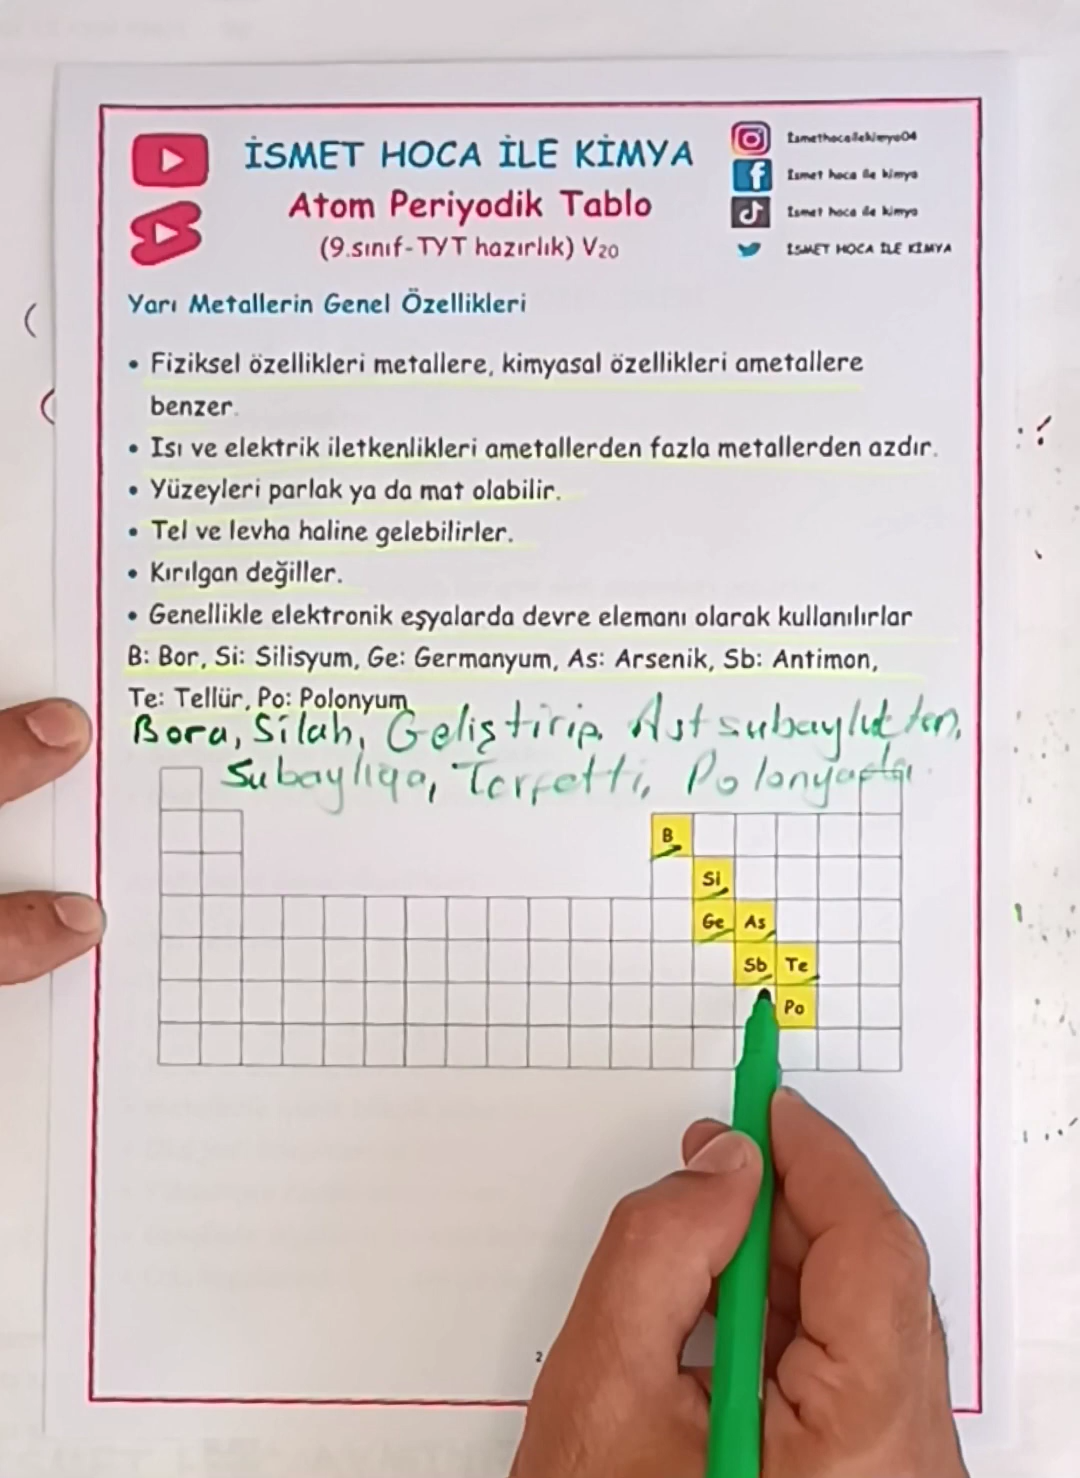 İSMET HOCA İLE KİMYA
Atom Periyodik Tablo
(9.sınıf-TYT hazırlık) V20
İsmethocailekimya04
İsmet hoca ile kimya
İsmet hoca ile kimya
İSMET HOCA İLE KİMYA
Yarı Metallerin Genel Özellikleri
• Fiziksel özellikleri metallere, kimyasal özellikleri ametallere
benzer.
• Isı ve elektrik iletkenlikleri ametallerden fazla metallerden azdır.
• Yüzeyleri parlak ya da mat olabilir.
• Tel ve levha haline gelebilirler.
• Kırılgan değiller.
• Genellikle elektronik eşyalarda devre elemanı olarak kullanılırlar
B: Bor, Si: Silisyum, Ge: Germanyum, As: Arsenik, Sb: Antimon,
Te: Tellür, Po: Polonyum
Bora, Silah, Geliştirip, Astsubaylıktan,
Subaylığa, Terfetti,
B
Si
Ge As
Sb Te
Po
2